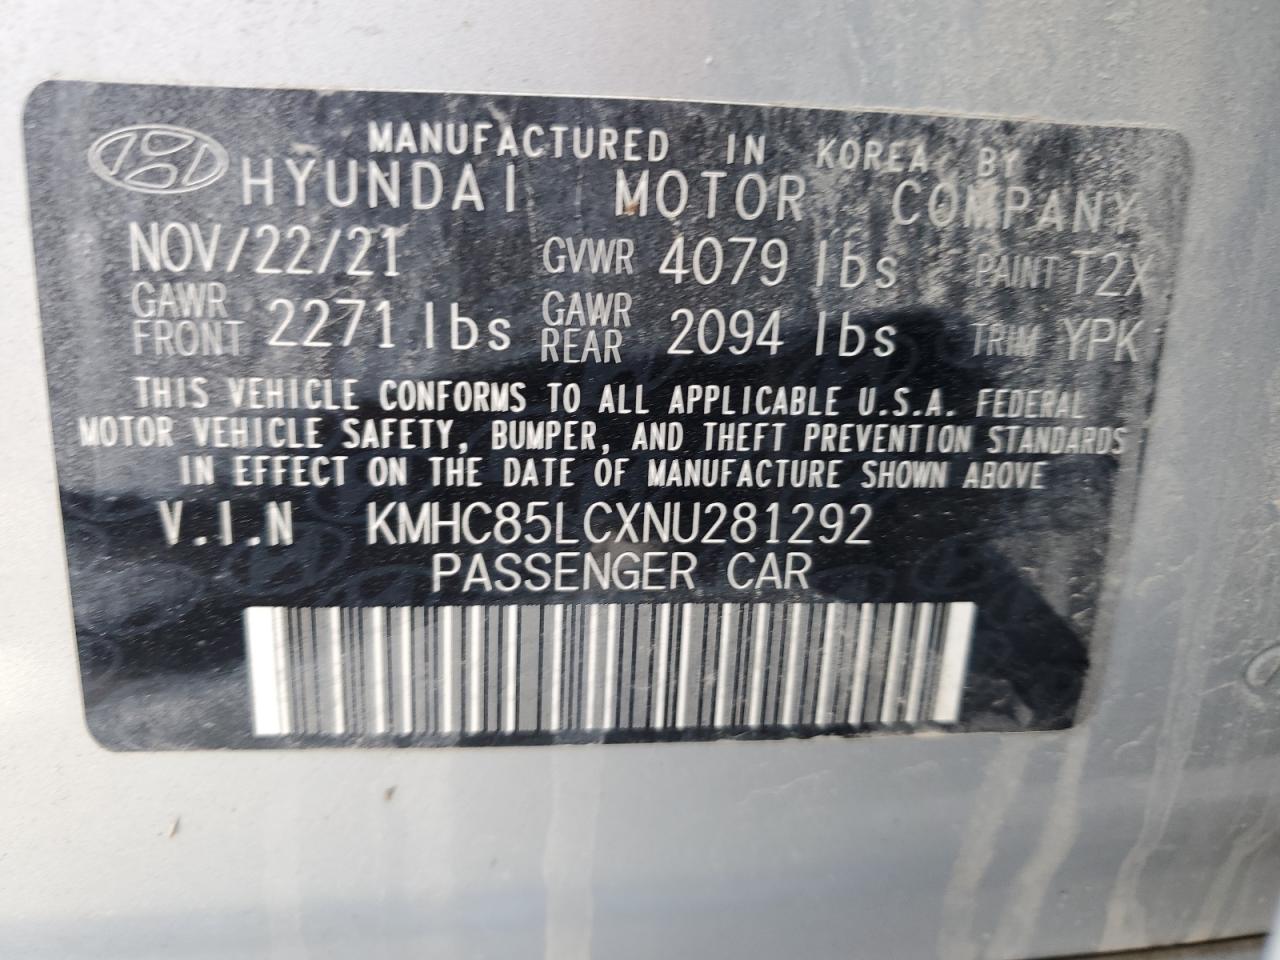 MANUFACTURED IN KOREA BY
HYUNDAI MOTOR COMPANY
NOV/22/21 GVWR 4079 lbs PAINT T2X
GAWR FRONT 2271 lbs GAWR REAR 2094 lbs TRIM YPK
THIS VEHICLE CONFORMS TO ALL APPLICABLE U.S.A. FEDERAL
MOTOR VEHICLE SAFETY, BUMPER, AND THEFT PREVENTION STANDARDS
IN EFFECT ON THE DATE OF MANUFACTURE SHOWN ABOVE
V.I.N KMHC85LCXNU281292
PASSENGER CAR